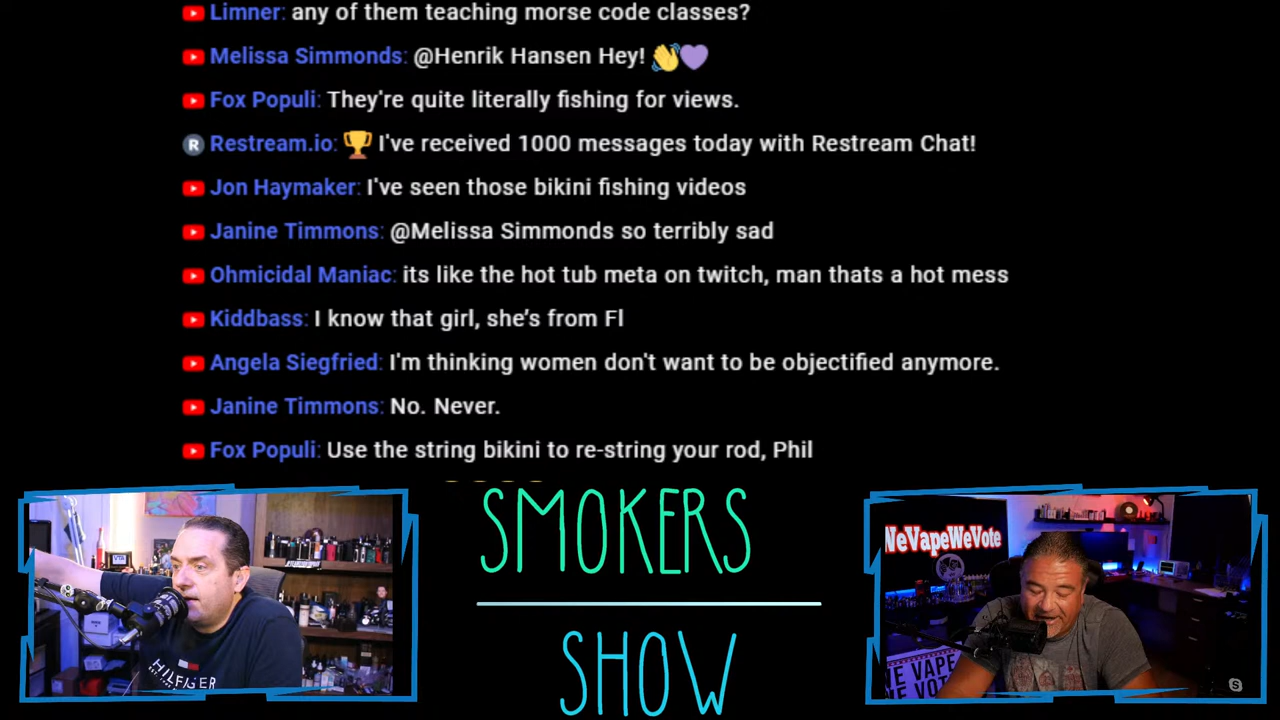 Limner: any of them teaching morse code classes?
Melissa Simmonds: @Henrik Hansen Hey! 👋💜
Fox Populi: They're quite literally fishing for views.
R Restream.io: 🏆 I've received 1000 messages today with Restream Chat!
Jon Haymaker: I've seen those bikini fishing videos
Janine Timmons: @Melissa Simmonds so terribly sad
Ohmicidal Maniac: its like the hot tub meta on twitch, man thats a hot mess
Kiddbass: I know that girl, she’s from Fl
Angela Siegfried: I'm thinking women don't want to be objectified anymore.
Janine Timmons: No. Never.
Fox Populi: Use the string bikini to re-string your rod, Phil
SMOKERS
SHOW
HILFIGER
WeVapeWeVote
WE VAPE
WE VOTE